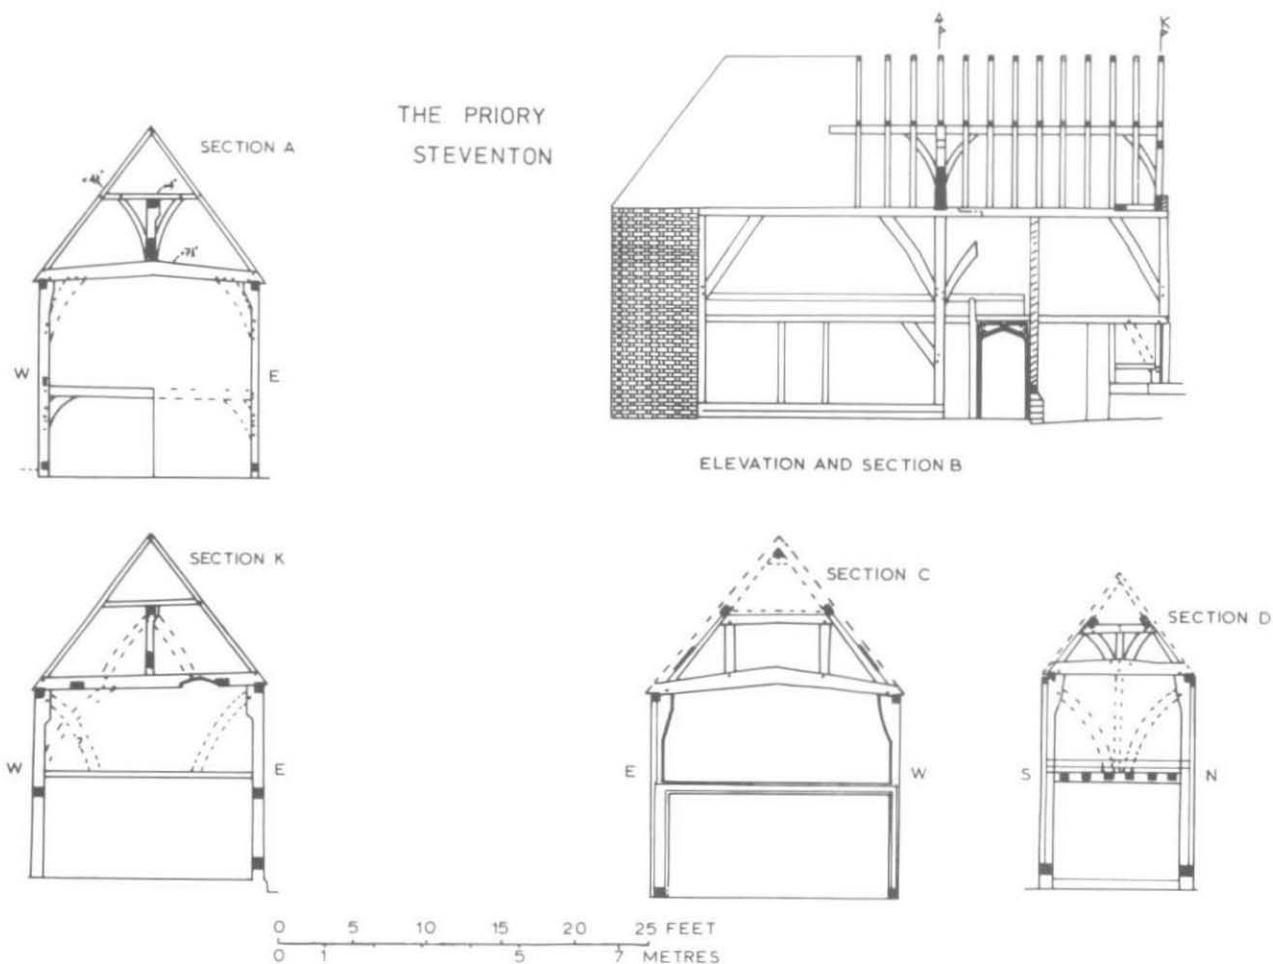 THE PRIORY
STEVENTON
SECTION A
W
E
A
K
ELEVATION AND SECTION B
SECTION K
W
E
?
SECTION C
E
W
SECTION D
S
N
0 5 10 15 20 25 FEET
0 1 5 7 METRES